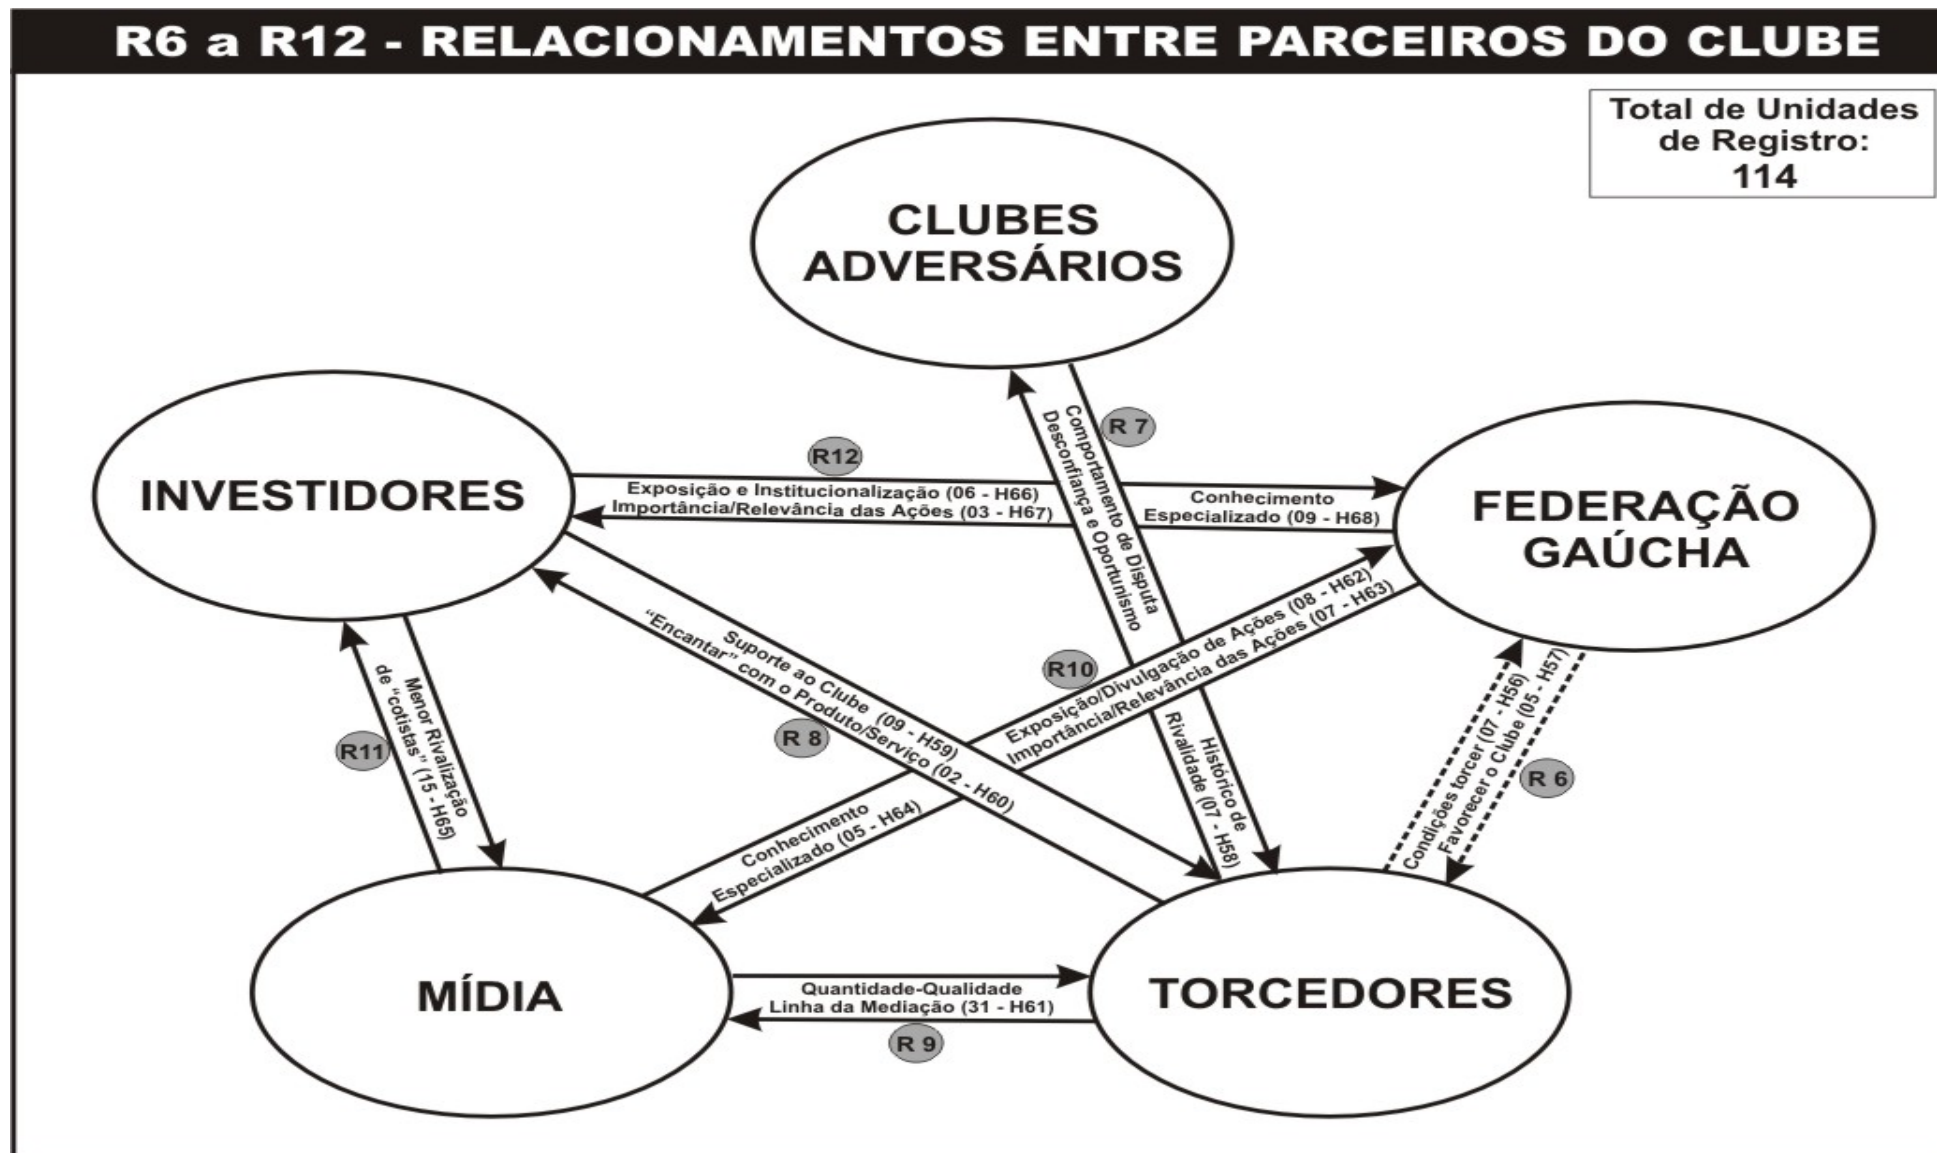 R6 a R12 - RELACIONAMENTOS ENTRE PARCEIROS DO CLUBE
Total de Unidades
de Registro:
114
CLUBES
ADVERSÁRIOS
INVESTIDORES
FEDERAÇÃO
GAÚCHA
MÍDIA
TORCEDORES
R12
Exposição e Institucionalização (06 - H66)
Importância/Relevância das Ações (03 - H67)
Conhecimento
Especializado (09 - H68)
R 7
Comportamento de Disputa
Desconfiança e Oportunismo
Histórico de
Rivalidade (07 - H58)
R10
Exposição/Divulgação de Ações (08 - H62)
Importância/Relevância das Ações (07 - H63)
Conhecimento
Especializado (05 - H64)
R 8
Suporte ao Clube (09 - H59)
“Encantar” com o Produto/Serviço (02 - H60)
R11
Menor Rivalização
de “cotistas” (15 - H65)
R 6
Condições torcer (07 - H56)
Favorecer o Clube (05 - H57)
Quantidade-Qualidade
Linha da Mediação (31 - H61)
R 9